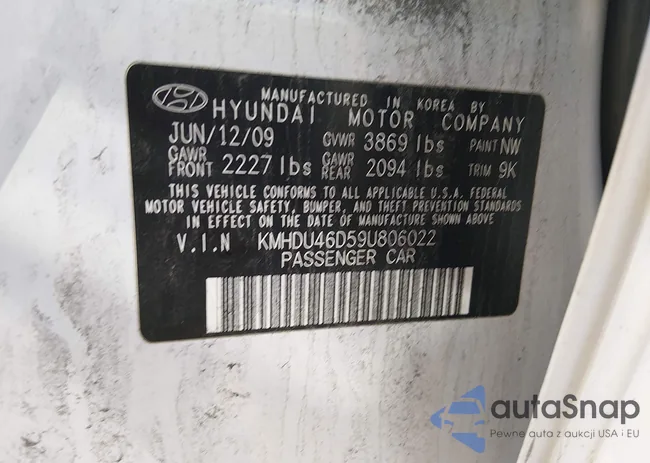 MANUFACTURED IN KOREA BY
HYUNDAI MOTOR COMPANY
JUN/12/09 GVWR 3869 lbs PAINT NW
GAWR FRONT 2227 lbs GAWR REAR 2094 lbs TRIM 9K
THIS VEHICLE CONFORMS TO ALL APPLICABLE U.S.A. FEDERAL
MOTOR VEHICLE SAFETY, BUMPER, AND THEFT PREVENTION STANDARDS
IN EFFECT ON THE DATE OF MANUFACTURE SHOWN ABOVE
V.I.N KMHDU46D59U806022
PASSENGER CAR
autaSnap
Pewne auta z aukcji USA i EU